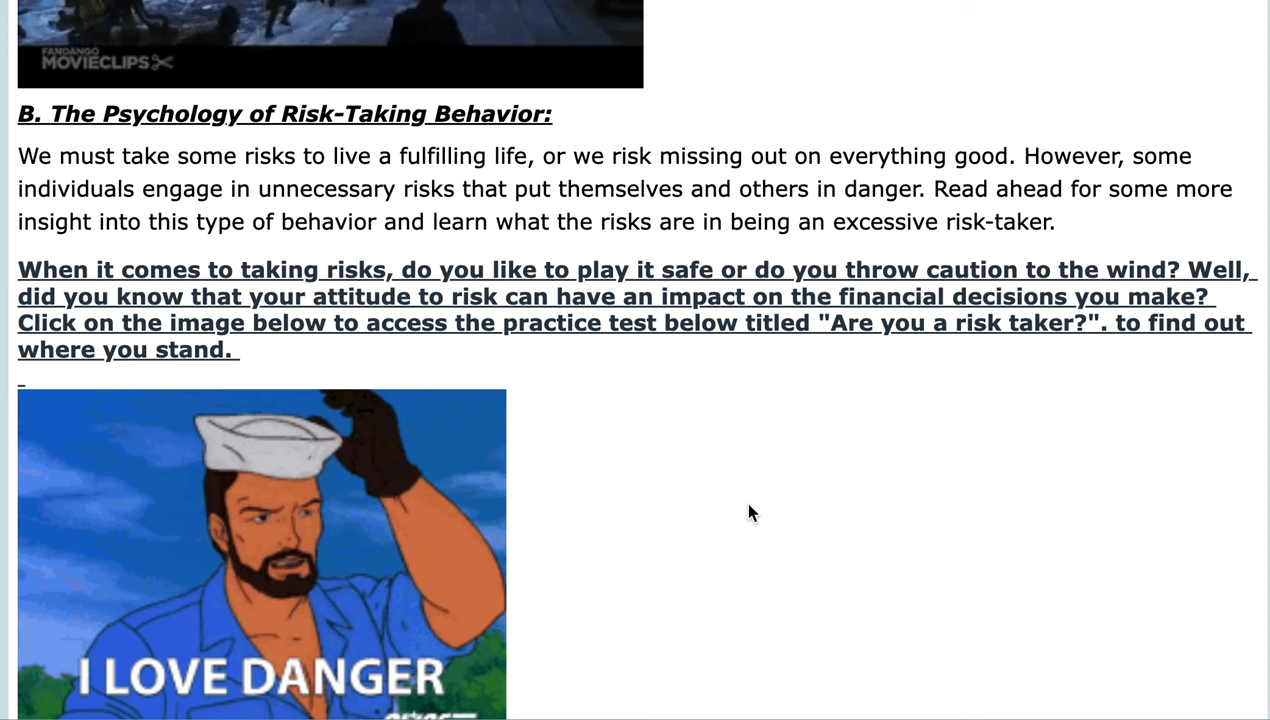 FANDANGO
MOVIECLIPS
B. The Psychology of Risk-Taking Behavior:
We must take some risks to live a fulfilling life, or we risk missing out on everything good. However, some
individuals engage in unnecessary risks that put themselves and others in danger. Read ahead for some more
insight into this type of behavior and learn what the risks are in being an excessive risk-taker.
When it comes to taking risks, do you like to play it safe or do you throw caution to the wind? Well,
did you know that your attitude to risk can have an impact on the financial decisions you make?
Click on the image below to access the practice test below titled "Are you a risk taker?". to find out
where you stand.
I LOVE DANGER